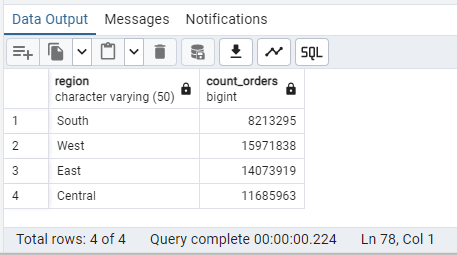 Data Output Messages Notifications
SQL
region count_orders
character varying (50) bigint
1 South 8213295
2 West 15971838
3 East 14073919
4 Central 11685963
Total rows: 4 of 4 Query complete 00:00:00.224 Ln 78, Col 1